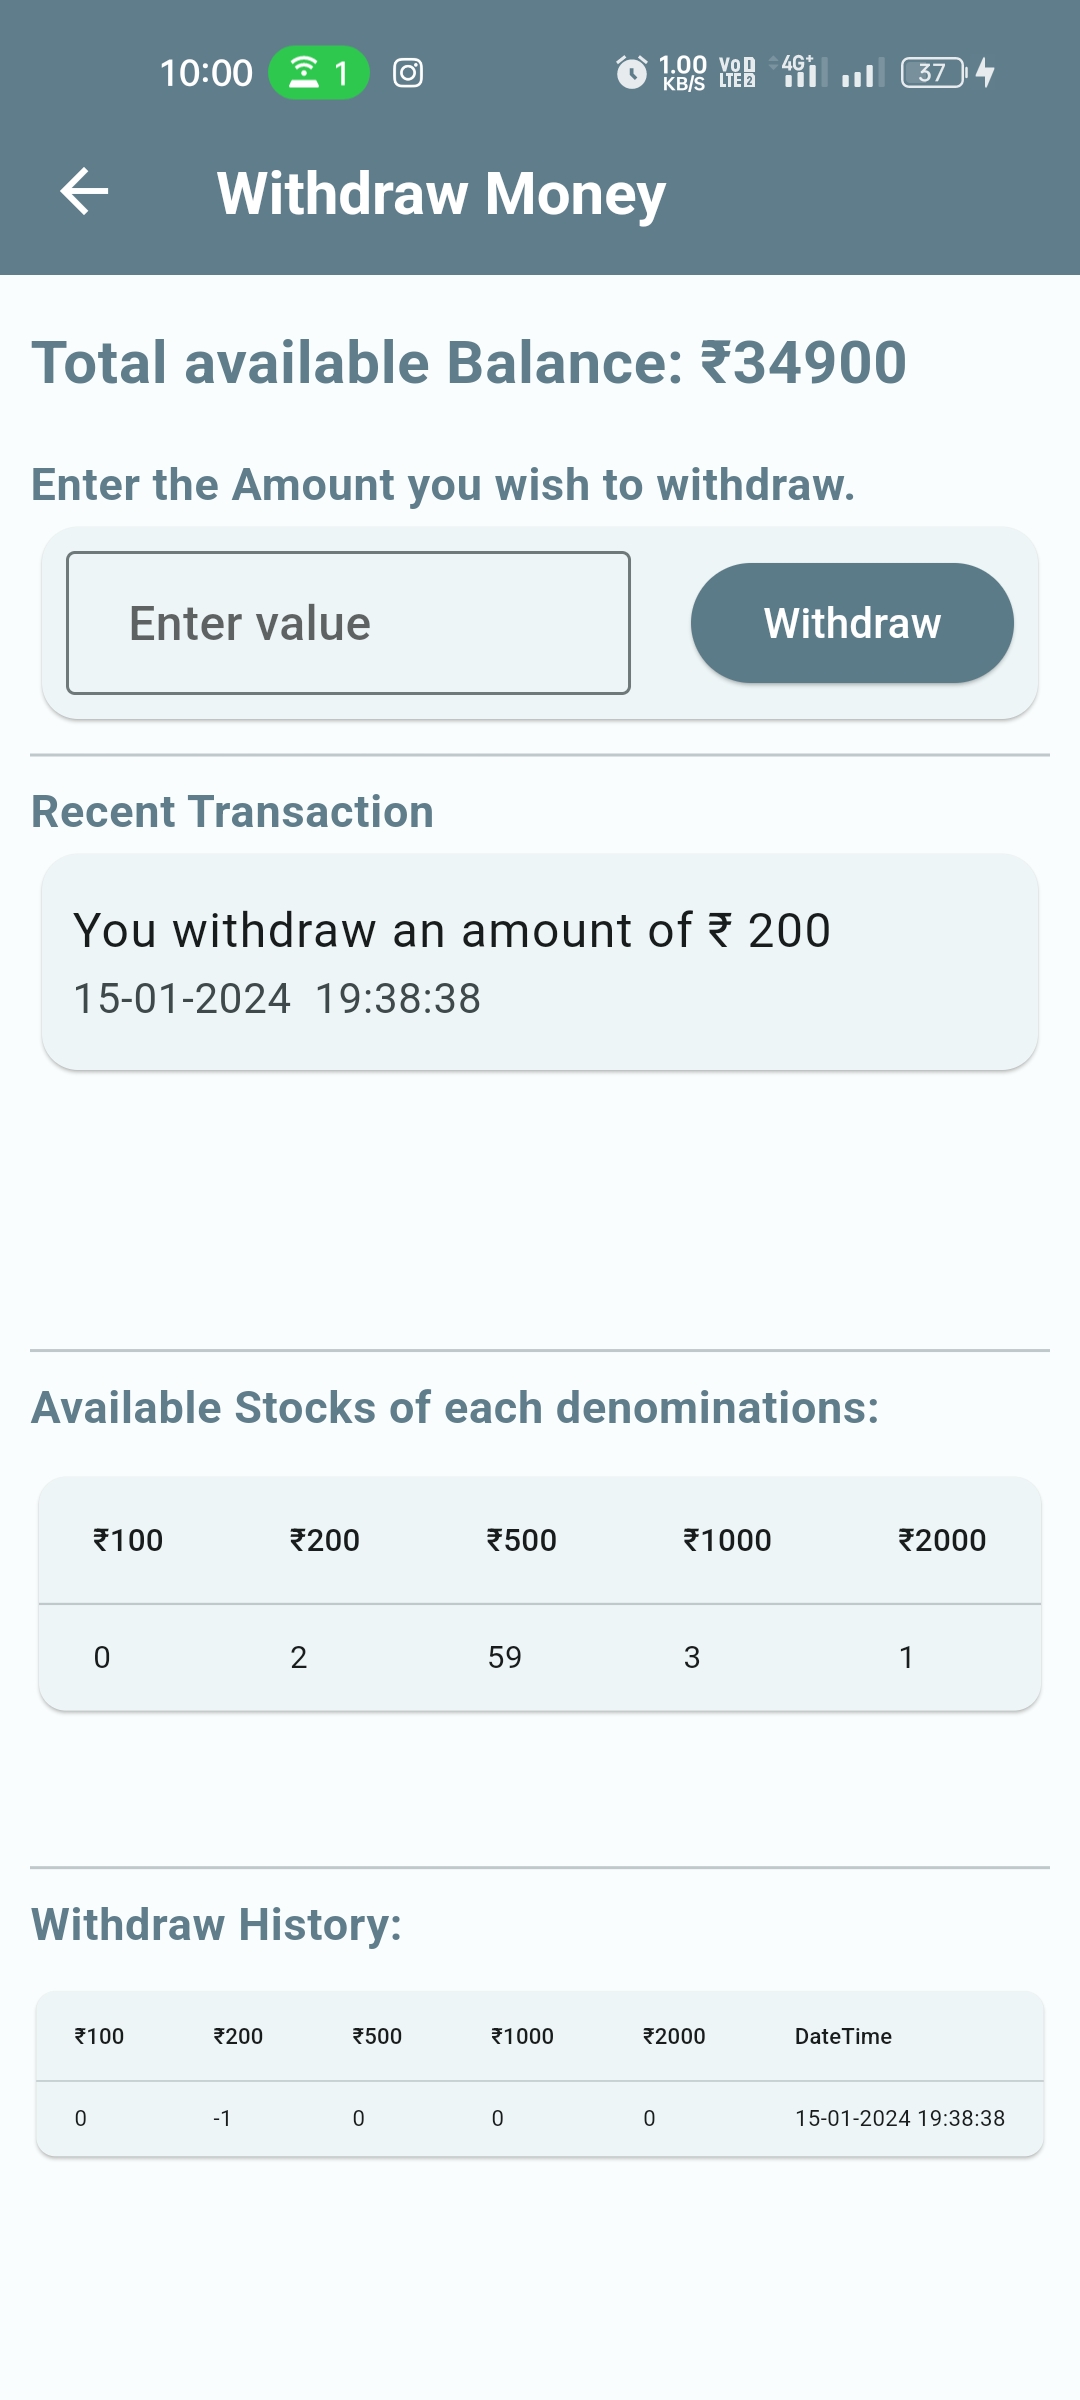 10:00 1 1.00 KB/S Vo 1 LTE 2 4G+ 37
Withdraw Money
Total available Balance: ₹34900
Enter the Amount you wish to withdraw.
Enter value Withdraw
Recent Transaction
You withdraw an amount of ₹ 200
15-01-2024 19:38:38
Available Stocks of each denominations:
₹100 ₹200 ₹500 ₹1000 ₹2000
0 2 59 3 1
Withdraw History:
₹100 ₹200 ₹500 ₹1000 ₹2000 DateTime
0 -1 0 0 0 15-01-2024 19:38:38